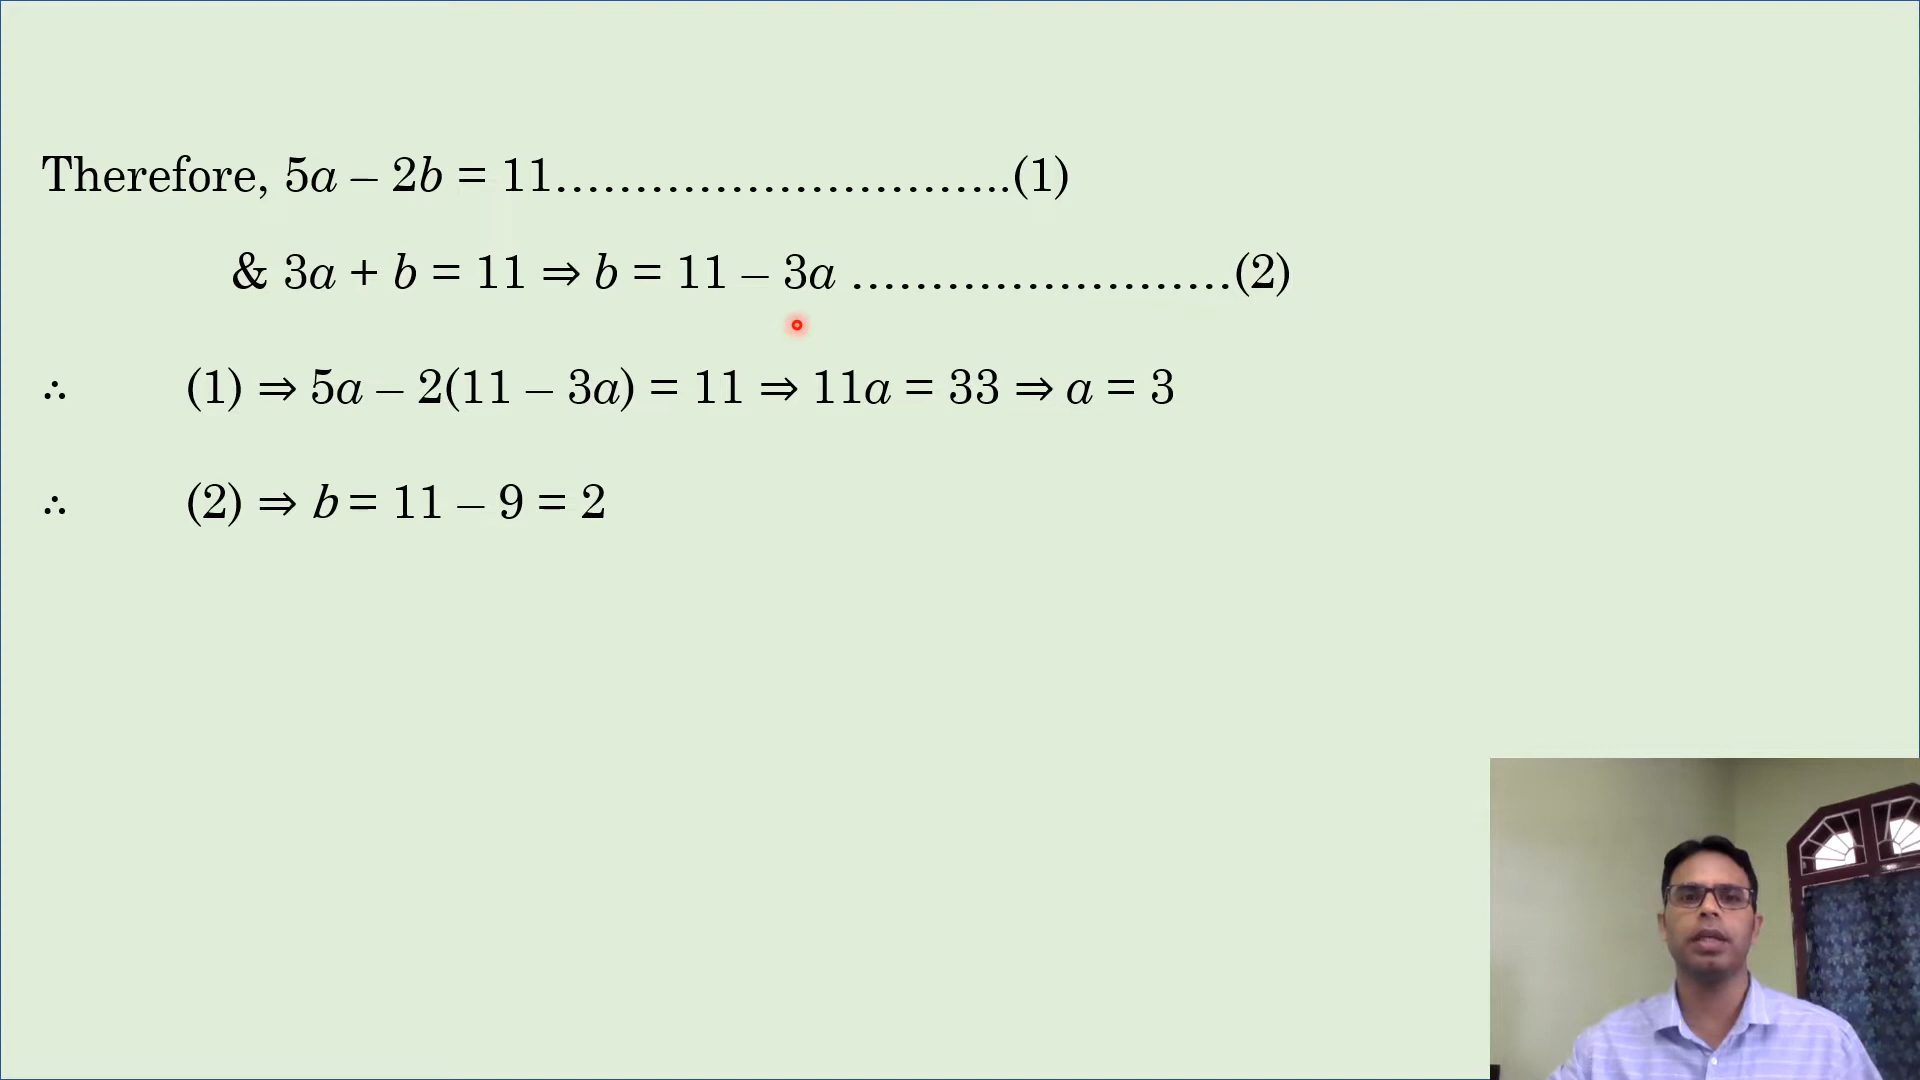 Therefore, 5a – 2b = 11…………………………..(1)
& 3a + b = 11 ⇒ b = 11 – 3a ……………………(2)
∴ (1) ⇒ 5a – 2(11 – 3a) = 11 ⇒ 11a = 33 ⇒ a = 3
∴ (2) ⇒ b = 11 – 9 = 2